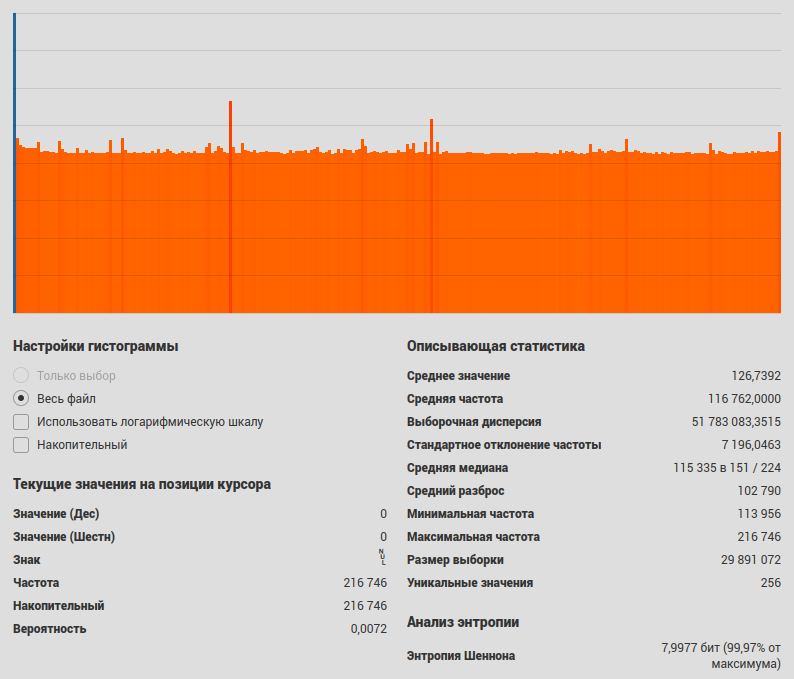 Настройки гистограммы
Только выбор
Весь файл
Использовать логарифмическую шкалу
Накопительный
Текущие значения на позиции курсора
Значение (Дес) 0
Значение (Шестн) 0
Знак NUL
Частота 216 746
Накопительный 216 746
Вероятность 0,0072
Описывающая статистика
Среднее значение 126,7392
Средняя частота 116 762,0000
Выборочная дисперсия 51 783 083,3515
Стандартное отклонение частоты 7 196,0463
Средняя медиана 115 335 в 151 / 224
Средний разброс 102 790
Минимальная частота 113 956
Максимальная частота 216 746
Размер выборки 29 891 072
Уникальные значения 256
Анализ энтропии
Энтропия Шеннона 7,9977 бит (99,97% от
максимума)